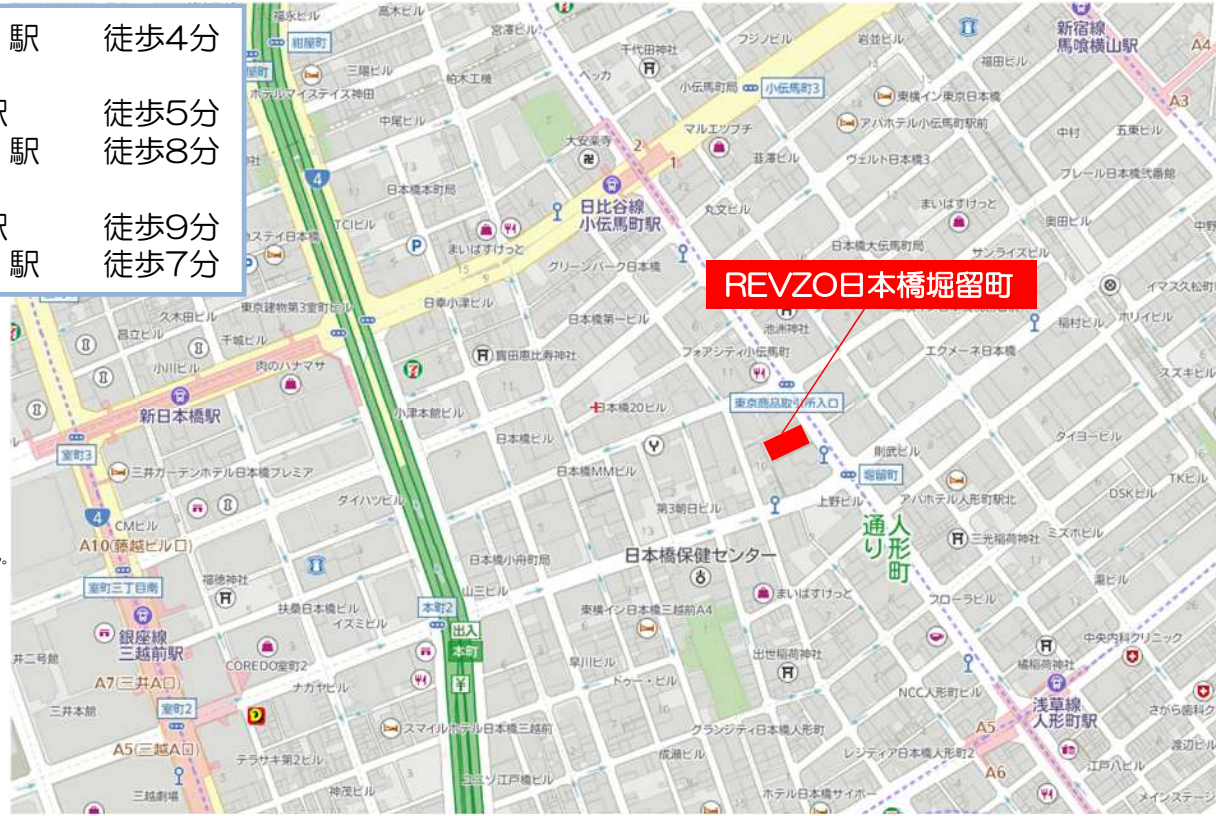 駅 徒歩4分
駅 徒歩5分
駅 徒歩8分
駅 徒歩9分
駅 徒歩7分
REVZO日本橋堀留町
福永ビル
髙木ビル
紺屋町
三陽ビル
ホテルマイステイズ神田
柏木工機
宮澤ビル
ベッカ
千代田神社
フジノビル
岩並ビル
福田ビル
新宿線
馬喰横山駅
A4
A3
小伝馬町局
小伝馬町3
東横イン東京日本橋
アパホテル小伝馬町駅前
マルエツプチ
韮澤ビル
ヴェルト日本橋3
中村
五東ビル
ブレール日本橋弐番館
中尾ビル
大安楽寺
2
1
日本橋本町局
4
日比谷線
小伝馬町駅
丸文ビル
まいばすけっと
奥田ビル
中野
TCIビル
P
まいばすけっと
日本橋大伝馬町局
サンライズビル
グリーンパーク日本橋
イマス久松町
東京建物第3室町ビル
日幸小津ビル
久木田ビル
昌立ビル
千城ビル
小川ビル
肉のハナマサ
日本橋第一ビル
池洲神社
稲村ビル
ホリイビル
寳田恵比寿神社
フォアシティ小伝馬町
エクメーネ日本橋
スズキビル
新日本橋駅
小津本館ビル
日本橋20ビル
東京商品取引所入口
室町3
日本橋ビル
タイヨービル
則武ビル
三井ガーデンホテル日本橋プレミア
日本橋MMビル
堀留町
TKビル
DSKビル
ダイハツビル
第3朝日ビル
上野ビル
アパホテル人形町駅北
4
CMビル
A10(藤越ビル口)
人形町
通り
三光稲荷神社
ミズホビル
日本橋小舟町局
日本橋保健センター
室町三丁目南
福徳神社
山三ビル
まいばすけっと
フローラビル
瀧ビル
扶桑日本橋ビル
イズミビル
本町2
東横イン日本橋三越前A4
銀座線
三越前駅
出入
本町
井二号館
COREDO室町2
早川ビル
出世稲荷神社
橘稲荷神社
中央内科クリニック
A7(三井A口)
ナカヤビル
トゥー・ビル
NCC人形町ビル
浅草線
人形町駅
さから歯科ク
三井本館
室町2
スマイルホテル日本橋三越前
グランジティ日本橋人形町
A5
渡辺ビル
A5(三越A口)
テラサキ第2ビル
成瀬ビル
レジディア日本橋人形町2
A6
江戸八ビル
三越劇場
神茂ビル
ユニゾ江戸橋ビル
ホテル日本橋サイボー
メインステージ